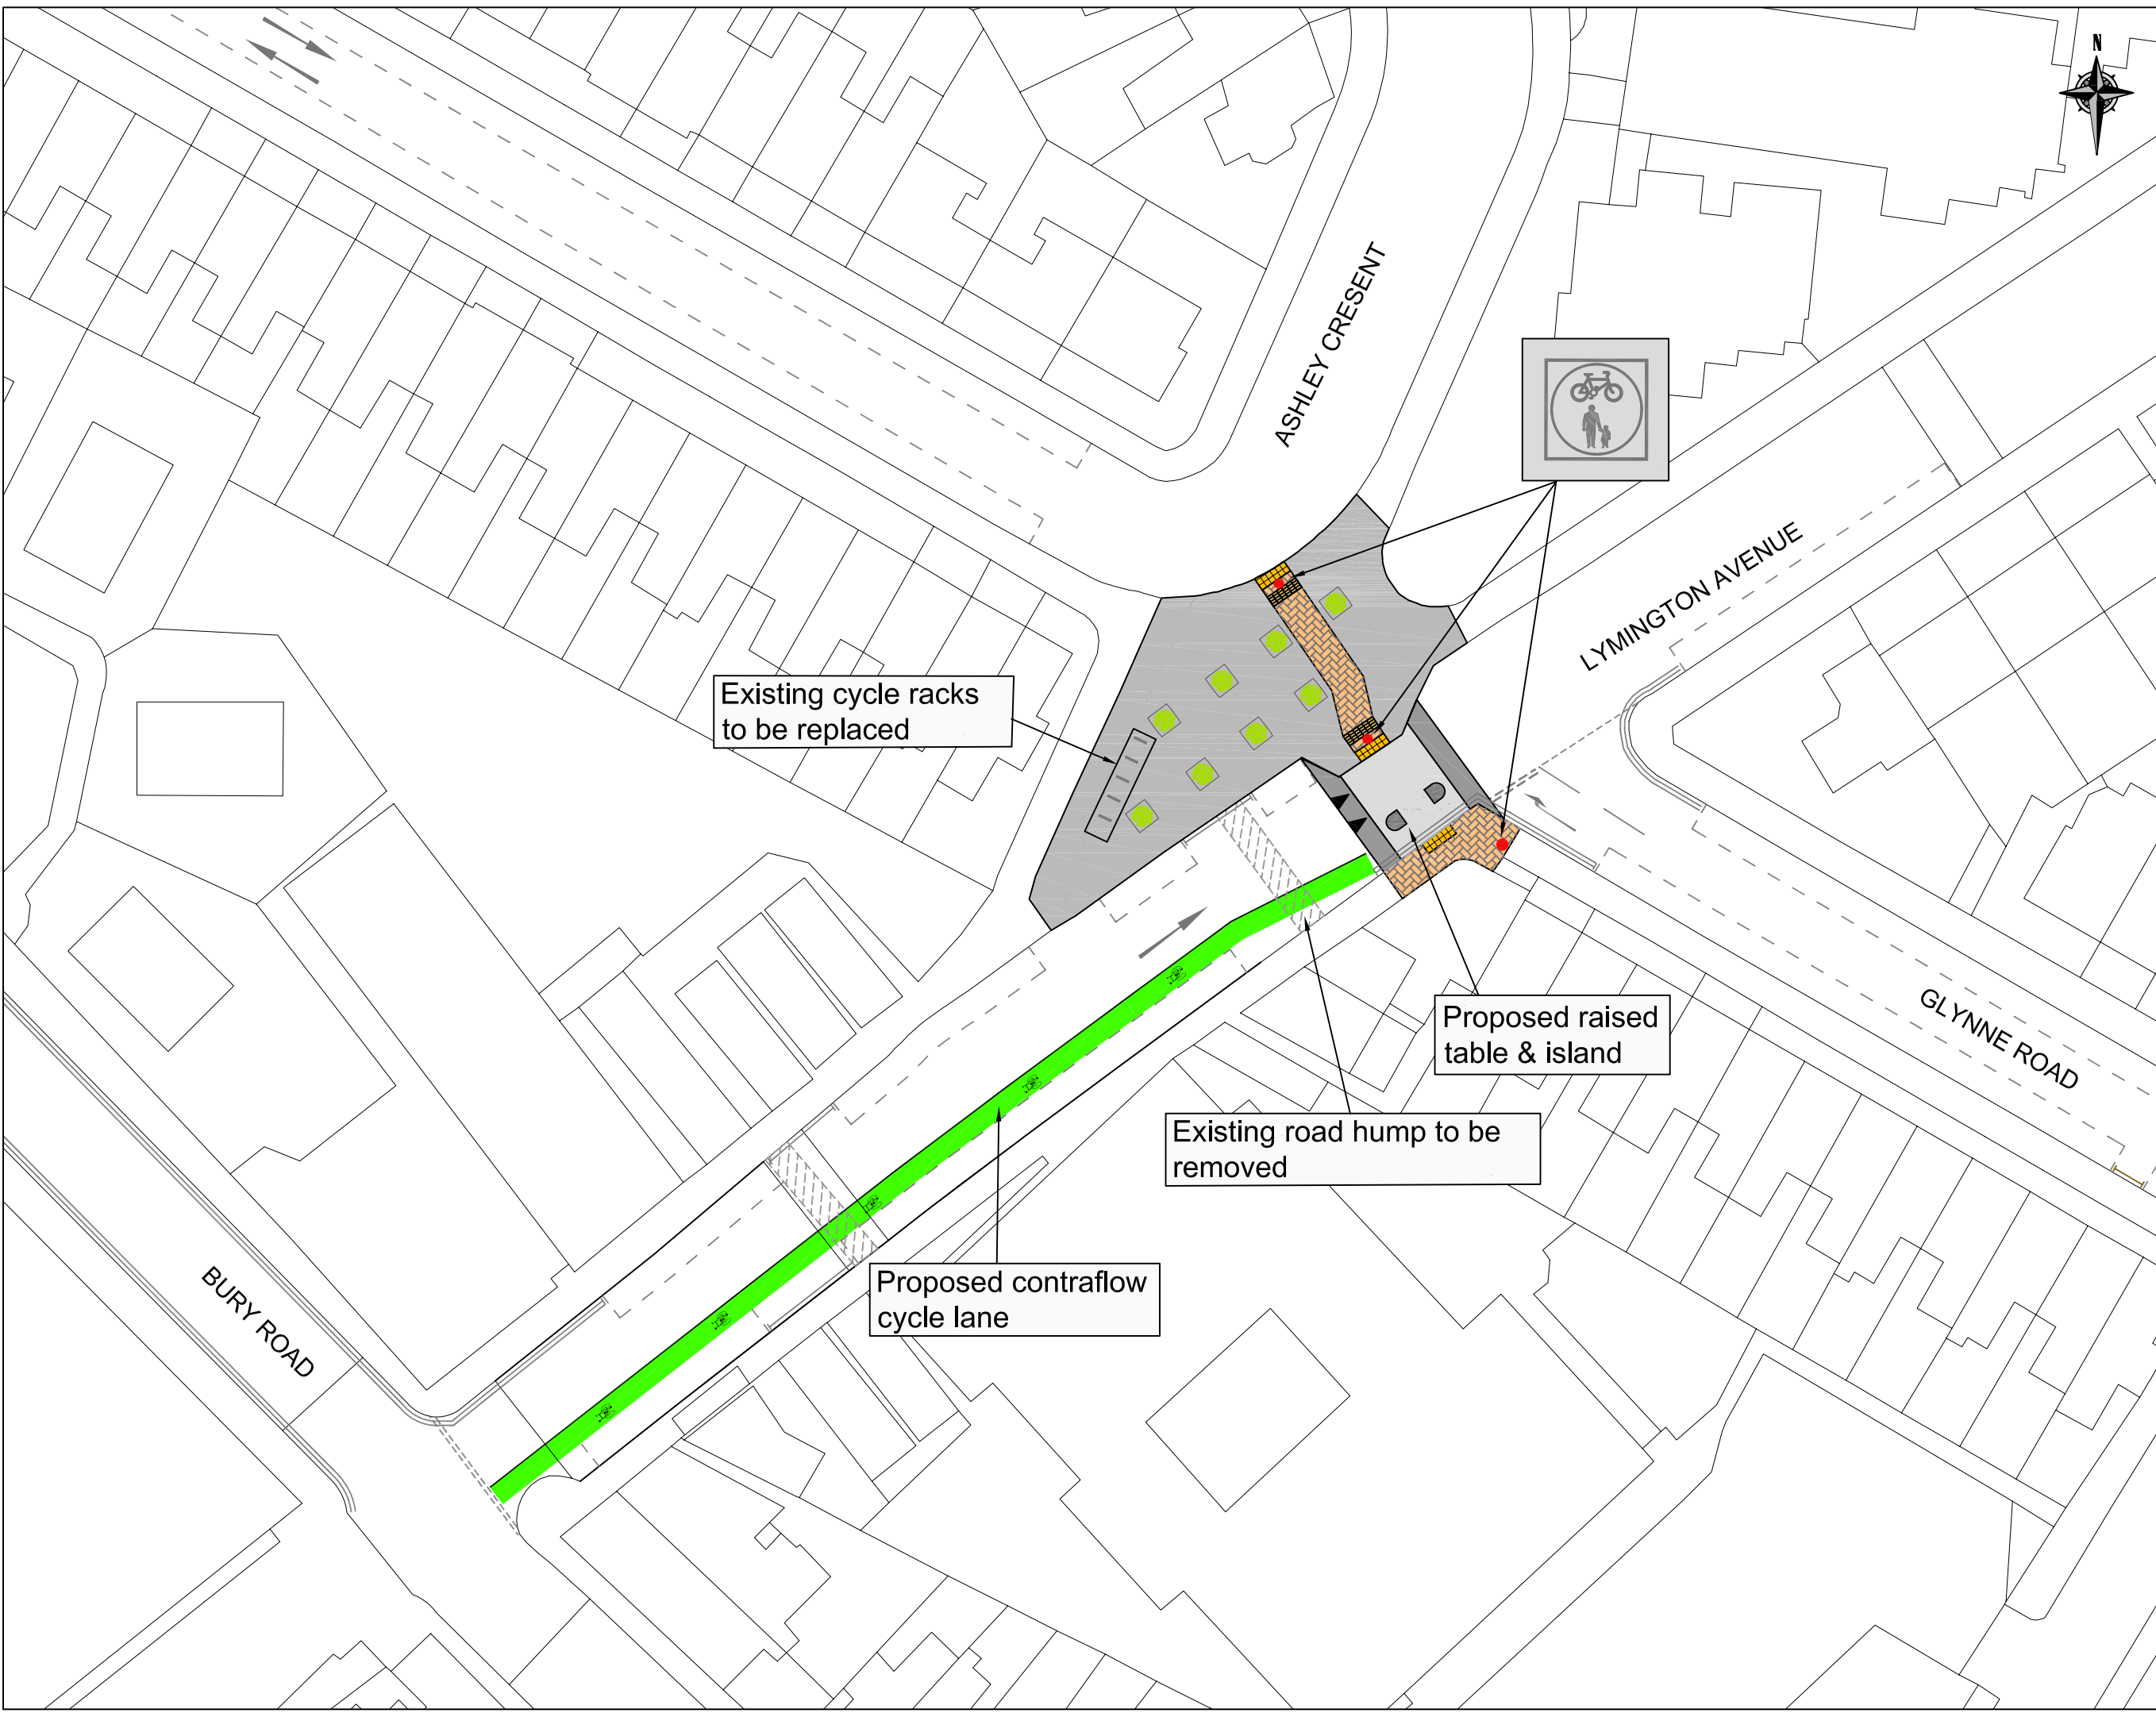 N
ASHLEY CRESENT
LYMINGTON AVENUE
Existing cycle racks
to be replaced
GLYNNE ROAD
Proposed raised
table & island
Existing road hump to be
removed
Proposed contraflow
cycle lane
BURY ROAD